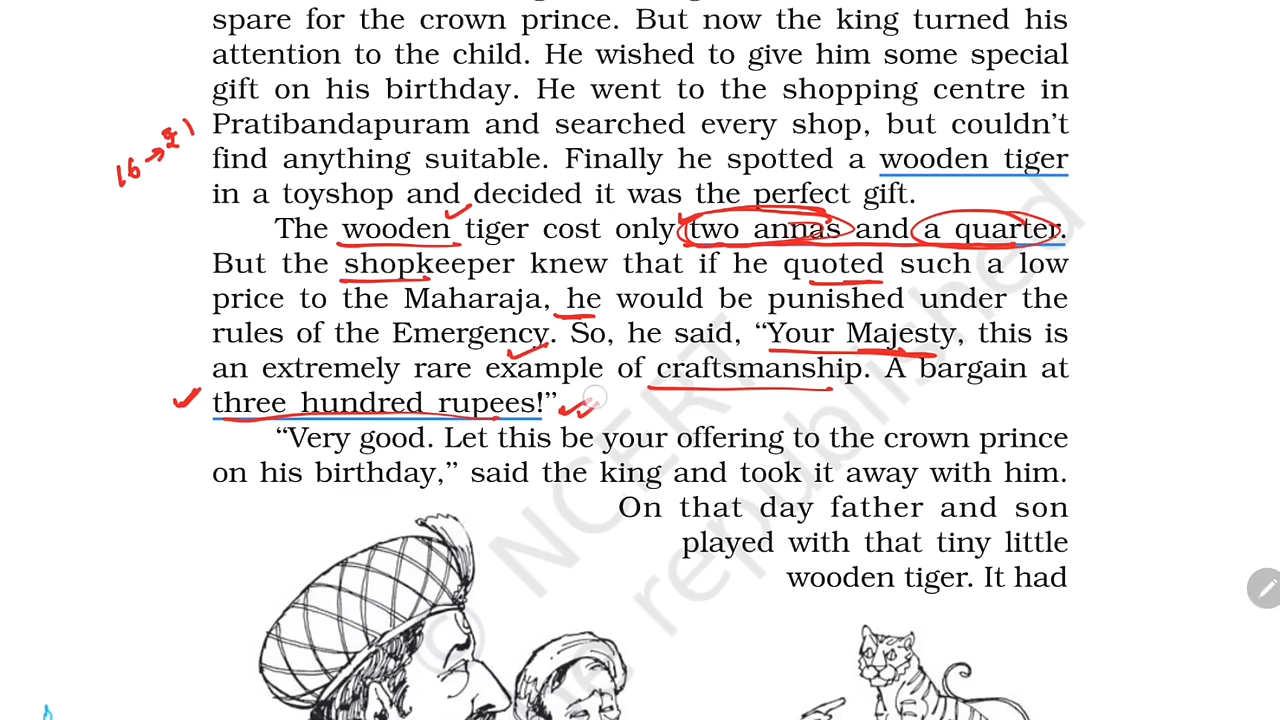 spare for the crown prince. But now the king turned his
attention to the child. He wished to give him some special
gift on his birthday. He went to the shopping centre in
Pratibandapuram and searched every shop, but couldn't
find anything suitable. Finally he spotted a wooden tiger
in a toyshop and decided it was the perfect gift.
16 → ₹1
The wooden tiger cost only two annas and a quarter.
But the shopkeeper knew that if he quoted such a low
price to the Maharaja, he would be punished under the
rules of the Emergency. So, he said, “Your Majesty, this is
an extremely rare example of craftsmanship. A bargain at
three hundred rupees!”
“Very good. Let this be your offering to the crown prince
on his birthday,” said the king and took it away with him.
On that day father and son
played with that tiny little
wooden tiger. It had
© NCERT
be republished